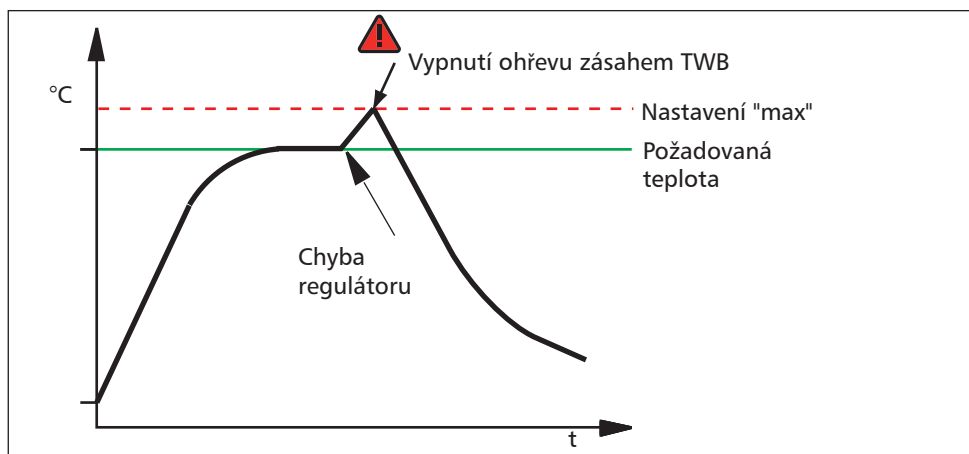 Vypnutí ohřevu zásahem TWB
°C
Nastavení "max"
Požadovaná
teplota
Chyba
regulátoru
t